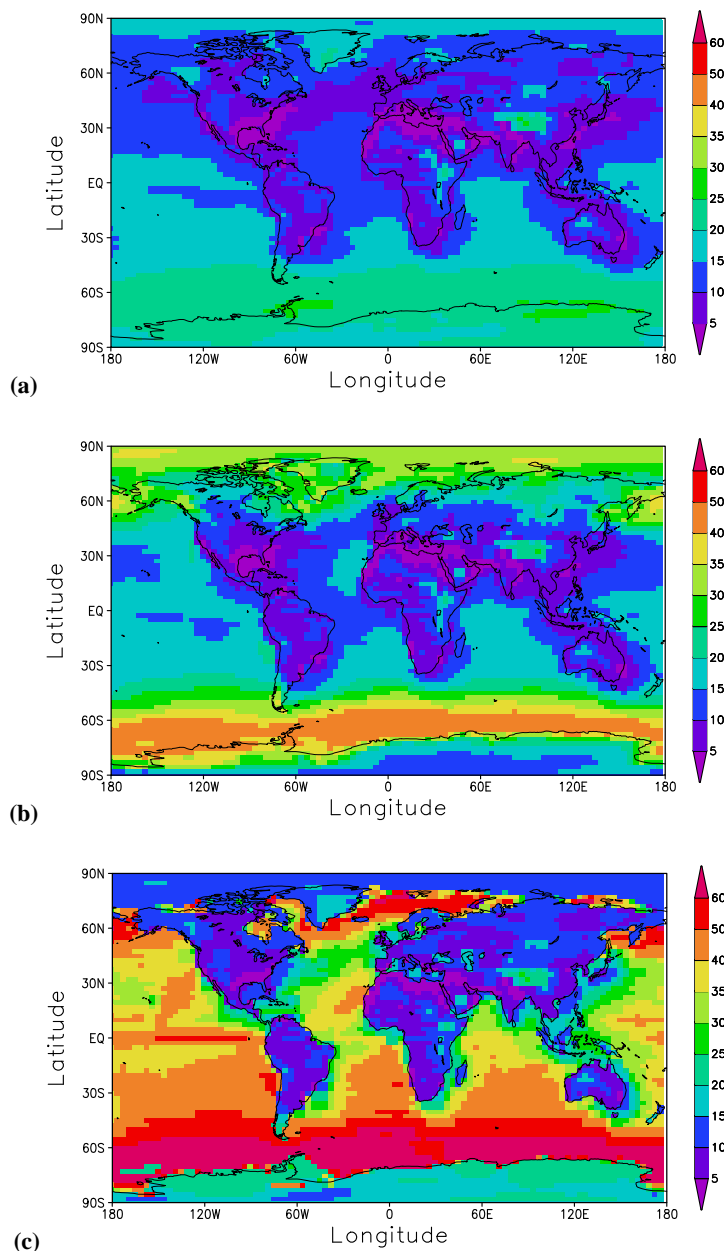 90N
60N
30N
EQ
30S
60S
90S
Latitude
180
120W
60W
0
60E
120E
180
Longitude
60
50
40
35
30
25
20
15
10
5
(a)
90N
60N
30N
EQ
30S
60S
90S
Latitude
180
120W
60W
0
60E
120E
180
Longitude
60
50
40
35
30
25
20
15
10
5
(b)
90N
60N
30N
EQ
30S
60S
90S
Latitude
180
120W
60W
0
60E
120E
180
Longitude
60
50
40
35
30
25
20
15
10
5
(c)